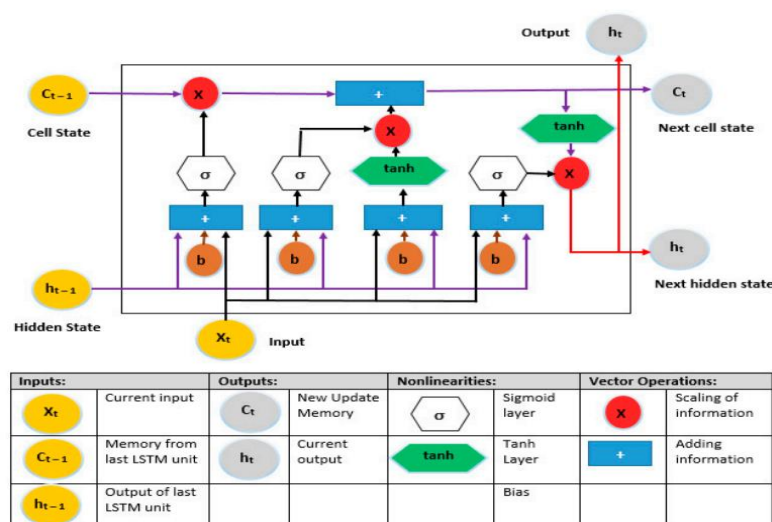 Output
hₜ
Cₜ₋₁
X
+
Cₜ
Cell State
tanh
Next cell state
X
σ
σ
tanh
σ
X
+
+
+
+
b
b
b
b
hₜ
hₜ₋₁
Next hidden state
Hidden State
Xₜ
Input
Inputs: Outputs: Nonlinearities: Vector Operations:
Xₜ Current input Cₜ New Update Memory σ Sigmoid layer X Scaling of information
Cₜ₋₁ Memory from last LSTM unit hₜ Current output tanh Tanh Layer + Adding information
hₜ₋₁ Output of last LSTM unit Bias